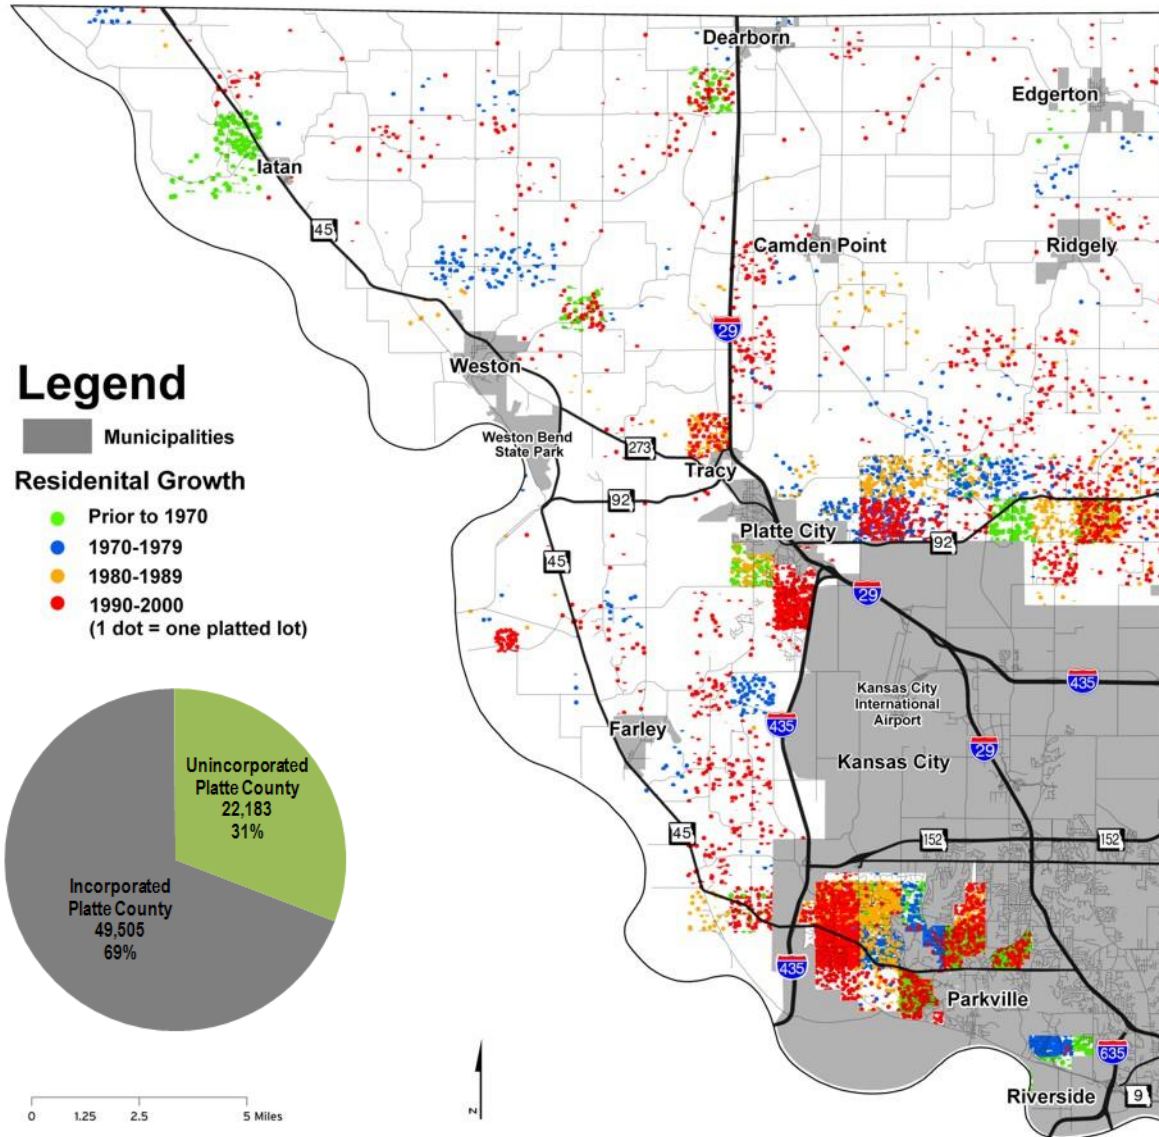 Dearborn
Edgerton
Iatan
45
Camden Point
Ridgely
29
Legend
Weston
Municipalities
Weston Bend
State Park
273
Residenital Growth
Tracy
92
Prior to 1970
Platte City
1970-1979
92
45
1980-1989
29
1990-2000
(1 dot = one platted lot)
435
Kansas City
International
Airport
Farley
435
29
Kansas City
Unincorporated
Platte County
22,183
31%
45
152
152
Incorporated
Platte County
49,505
69%
435
Parkville
635
Riverside
9
0
1.25
2.5
5 Miles
z